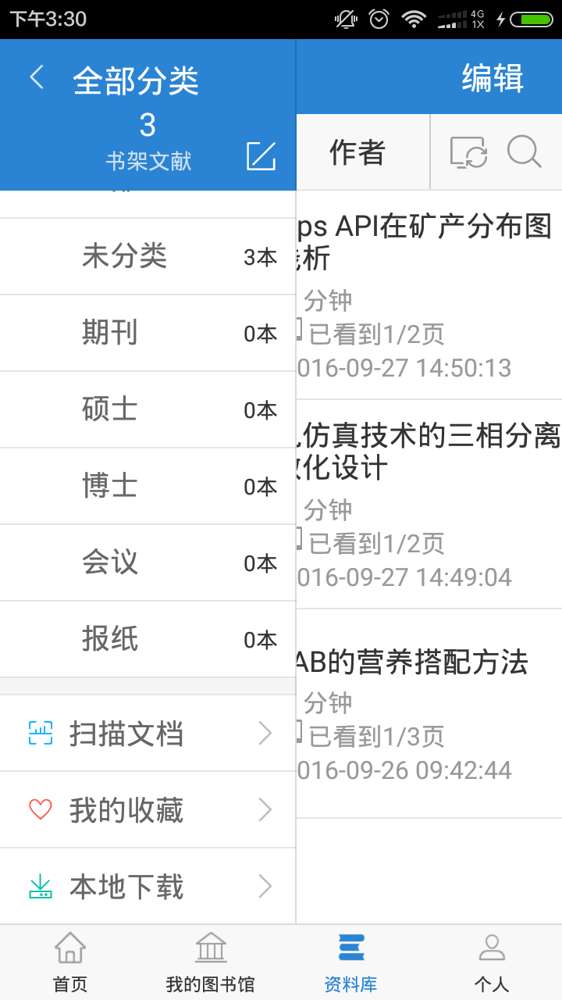 下午3:30
4G
1X
全部分类
3
书架文献
未分类 3本
期刊 0本
硕士 0本
博士 0本
会议 0本
报纸 0本
扫描文档
我的收藏
本地下载
编辑
作者
ps API在矿产分布图
析
分钟
已看到1/2页
016-09-27 14:50:13
仿真技术的三相分离
化设计
分钟
已看到1/2页
016-09-27 14:49:04
AB的营养搭配方法
分钟
已看到1/3页
016-09-26 09:42:44
首页
我的图书馆
资料库
个人